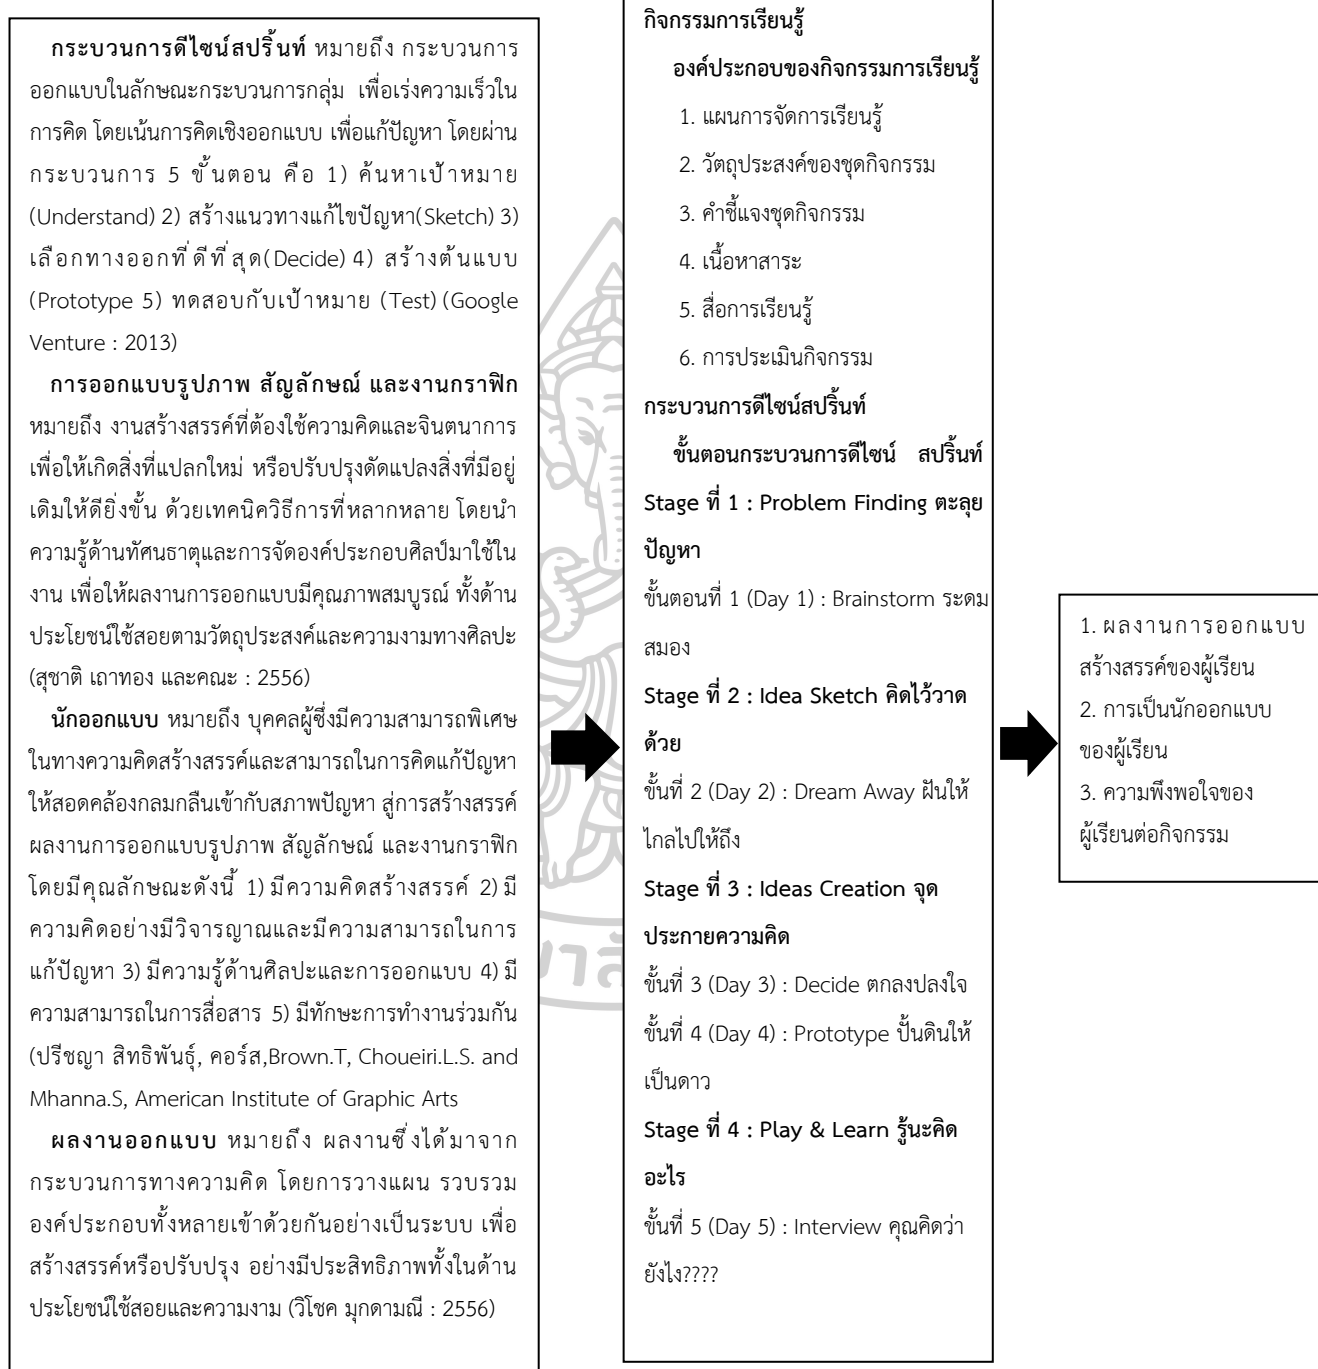 กระบวนการดีไซน์สปริ้นท์ หมายถึง กระบวนการ
ออกแบบในลักษณะกระบวนการกลุ่ม เพื่อเร่งความเร็วใน
การคิด โดยเน้นการคิดเชิงออกแบบ เพื่อแก้ปัญหา โดยผ่าน
กระบวนการ 5 ขั้นตอน คือ 1) ค้นหาเป้าหมาย
(Understand) 2) สร้างแนวทางแก้ไขปัญหา(Sketch) 3)
เลือกทางออกที่ดีที่สุด(Decide) 4) สร้างต้นแบบ
(Prototype 5) ทดสอบกับเป้าหมาย (Test) (Google
Venture : 2013)
การออกแบบรูปภาพ สัญลักษณ์ และงานกราฟิก
หมายถึง งานสร้างสรรค์ที่ต้องใช้ความคิดและจินตนาการ
เพื่อให้เกิดสิ่งที่แปลกใหม่ หรือปรับปรุงดัดแปลงสิ่งที่มีอยู่
เดิมให้ดียิ่งขึ้น ด้วยเทคนิควิธีการที่หลากหลาย โดยนำ
ความรู้ด้านทัศนธาตุและการจัดองค์ประกอบศิลป์มาใช้ใน
งาน เพื่อให้ผลงานการออกแบบมีคุณภาพสมบูรณ์ ทั้งด้าน
ประโยชน์ใช้สอยตามวัตถุประสงค์และความงามทางศิลปะ
(สุชาติ เถาทอง และคณะ : 2556)
นักออกแบบ หมายถึง บุคคลผู้ซึ่งมีความสามารถพิเศษ
ในทางความคิดสร้างสรรค์และสามารถในการคิดแก้ปัญหา
ให้สอดคล้องกลมกลืนเข้ากับสภาพปัญหา สู่การสร้างสรรค์
ผลงานการออกแบบรูปภาพ สัญลักษณ์ และงานกราฟิก
โดยมีคุณลักษณะดังนี้ 1) มีความคิดสร้างสรรค์ 2) มี
ความคิดอย่างมีวิจารญาณและมีความสามารถในการ
แก้ปัญหา 3) มีความรู้ด้านศิลปะและการออกแบบ 4) มี
ความสามารถในการสื่อสาร 5) มีทักษะการทำงานร่วมกัน
(ปรีชญา สิทธิพันธุ์, คอร์ส,Brown.T, Choueiri.L.S. and
Mhanna.S, American Institute of Graphic Arts
ผลงานออกแบบ หมายถึง ผลงานซึ่งได้มาจาก
กระบวนการทางความคิด โดยการวางแผน รวบรวม
องค์ประกอบทั้งหลายเข้าด้วยกันอย่างเป็นระบบ เพื่อ
สร้างสรรค์หรือปรับปรุง อย่างมีประสิทธิภาพทั้งในด้าน
ประโยชน์ใช้สอยและความงาม (วิโชค มุกดามณี : 2556)
กิจกรรมการเรียนรู้
องค์ประกอบของกิจกรรมการเรียนรู้
1. แผนการจัดการเรียนรู้
2. วัตถุประสงค์ของชุดกิจกรรม
3. คำชี้แจงชุดกิจกรรม
4. เนื้อหาสาระ
5. สื่อการเรียนรู้
6. การประเมินกิจกรรม
กระบวนการดีไซน์สปริ้นท์
ขั้นตอนกระบวนการดีไซน์ สปริ้นท์
Stage ที่ 1 : Problem Finding ตะลุย
ปัญหา
ขั้นตอนที่ 1 (Day 1) : Brainstorm ระดม
สมอง
Stage ที่ 2 : Idea Sketch คิดไว้วาด
ด้วย
ขั้นที่ 2 (Day 2) : Dream Away ฝันให้
ไกลไปให้ถึง
Stage ที่ 3 : Ideas Creation จุด
ประกายความคิด
ขั้นที่ 3 (Day 3) : Decide ตกลงปลงใจ
ขั้นที่ 4 (Day 4) : Prototype ปั้นดินให้
เป็นดาว
Stage ที่ 4 : Play & Learn รู้นะคิด
อะไร
ขั้นที่ 5 (Day 5) : Interview คุณคิดว่า
ยังไง????
1. ผลงานการออกแบบ
สร้างสรรค์ของผู้เรียน
2. การเป็นนักออกแบบ
ของผู้เรียน
3. ความพึงพอใจของ
ผู้เรียนต่อกิจกรรม